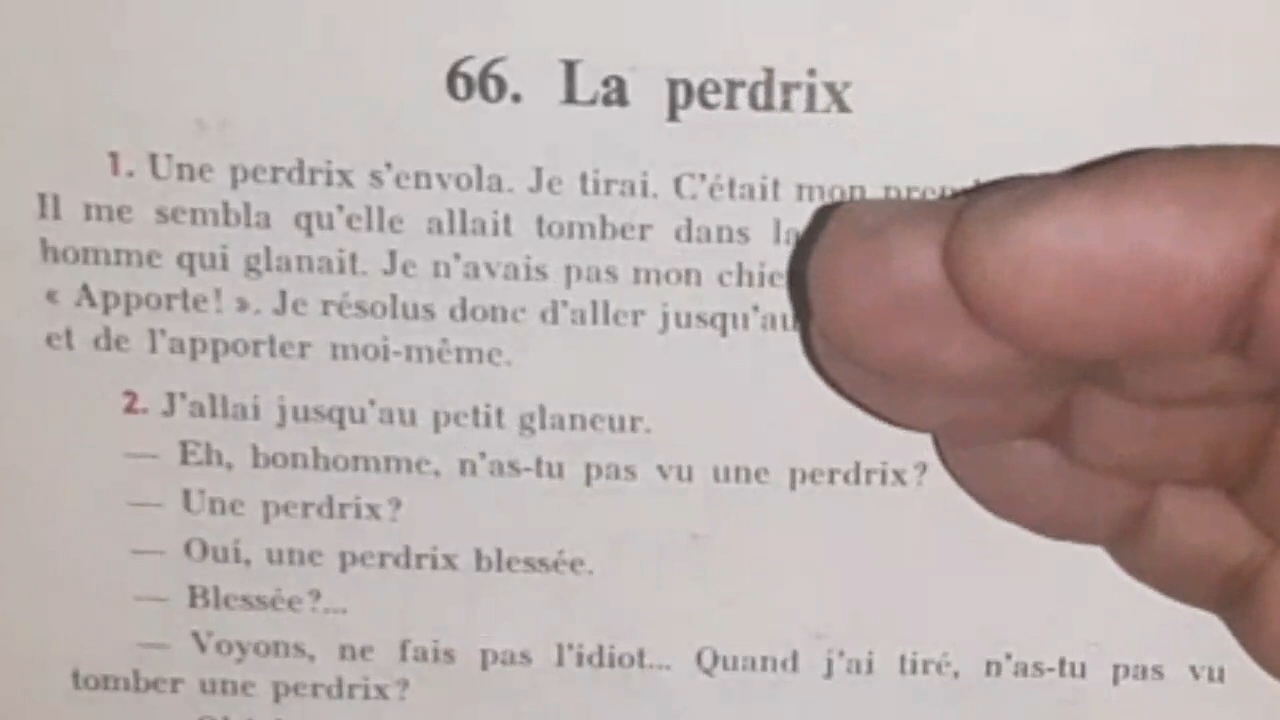 66. La perdrix
1. Une perdrix s'envola. Je tirai. C'était mon
Il me sembla qu'elle allait tomber dans la
homme qui glanait. Je n'avais pas mon
« Apporte! ». Je résolus donc d'aller jusqu'au
et de l'apporter moi-même.
2. J'allai jusqu'au petit glaneur.
— Eh, bonhomme, n'as-tu pas vu une perdrix?
— Une perdrix?
— Oui, une perdrix blessée.
— Blessée?...
— Voyons, ne fais pas l'idiot... Quand j'ai tiré, n'as-tu pas vu
tomber une perdrix?